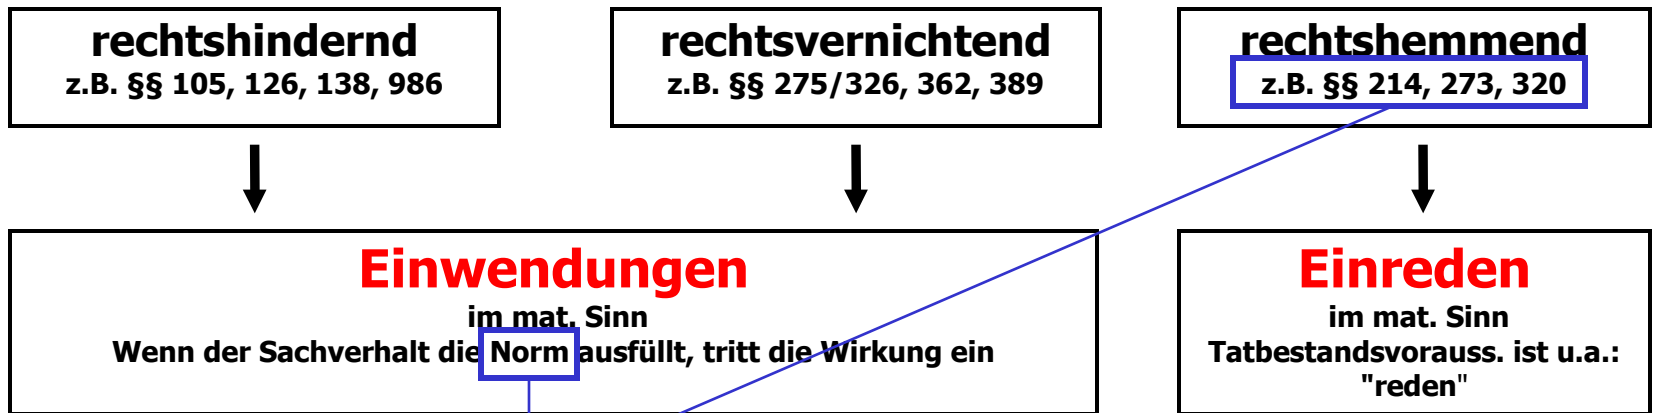 rechtshindernd
z.B. §§ 105, 126, 138, 986
rechtsvernichtend
z.B. §§ 275/326, 362, 389
rechtshemmend
z.B. §§ 214, 273, 320
Einwendungen
im mat. Sinn
Wenn der Sachverhalt die Norm ausfüllt, tritt die Wirkung ein
Einreden
im mat. Sinn
Tatbestandsvorauss. ist u.a.:
"reden"